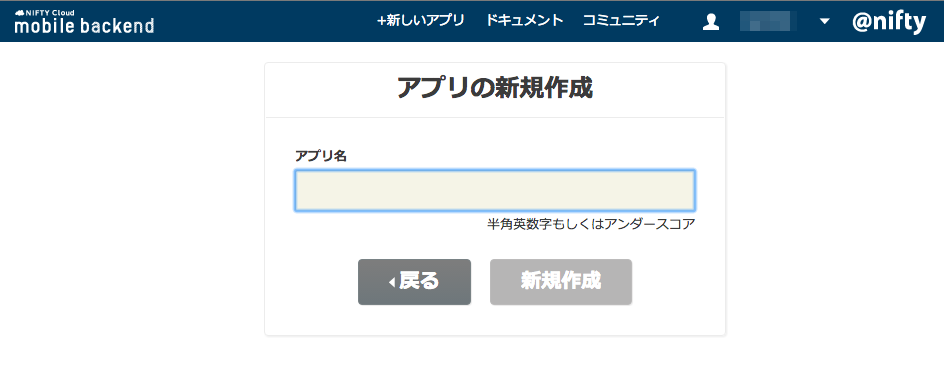 NIFTY Cloud
mobile backend
+新しいアプリ ドキュメント コミュニティ
@nifty
アプリの新規作成
アプリ名
半角英数字もしくはアンダースコア
戻る
新規作成